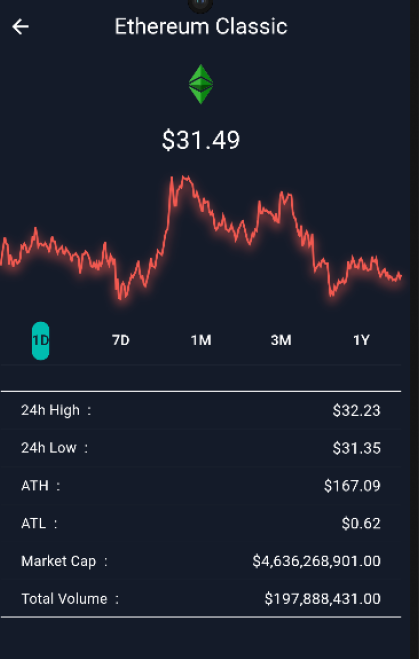 Ethereum Classic
$31.49
1D 7D 1M 3M 1Y
24h High : $32.23
24h Low : $31.35
ATH : $167.09
ATL : $0.62
Market Cap : $4,636,268,901.00
Total Volume : $197,888,431.00